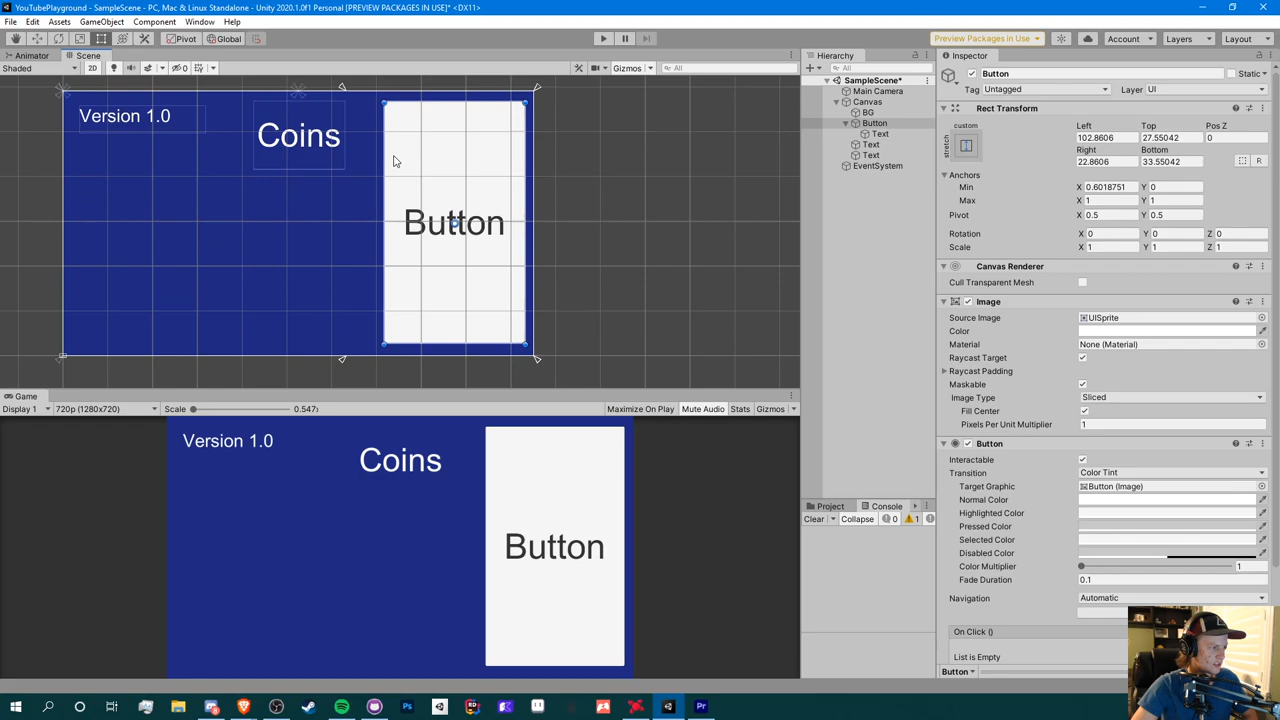 YouTubePlayground - SampleScene - PC, Mac & Linux Standalone - Unity 2020.1.0f1 Personal [PREVIEW PACKAGES IN USE]* <DX11>
File Edit Assets GameObject Component Window Help
Pivot Global
Preview Packages in Use Account Layers Layout
Animator Scene
Shaded 2D 0 Gizmos All
Version 1.0
Coins
Button
Hierarchy
All
SampleScene*
Main Camera
Canvas
BG
Button
Text
Text
Text
EventSystem
Inspector
Button Static
Tag Untagged Layer UI
Rect Transform
custom
stretch
Left Top Pos Z
102.8606 27.55042 0
Right Bottom
22.8606 33.55042 R
Anchors
Min X 0.6018751 Y 0
Max X 1 Y 1
Pivot X 0.5 Y 0.5
Rotation X 0 Y 0 Z 0
Scale X 1 Y 1 Z 1
Canvas Renderer
Cull Transparent Mesh
Image
Source Image UISprite
Color
Material None (Material)
Raycast Target
Raycast Padding
Maskable
Image Type Sliced
Fill Center
Pixels Per Unit Multiplier 1
Button
Interactable
Transition Color Tint
Target Graphic Button (Image)
Normal Color
Highlighted Color
Pressed Color
Selected Color
Disabled Color
Color Multiplier 1
Fade Duration 0.1
Navigation Automatic
On Click ()
List is Empty
Button
Game
Display 1 720p (1280x720) Scale 0.547x Maximize On Play Mute Audio Stats Gizmos
Version 1.0
Coins
Button
Project Console
Clear Collapse 0 1